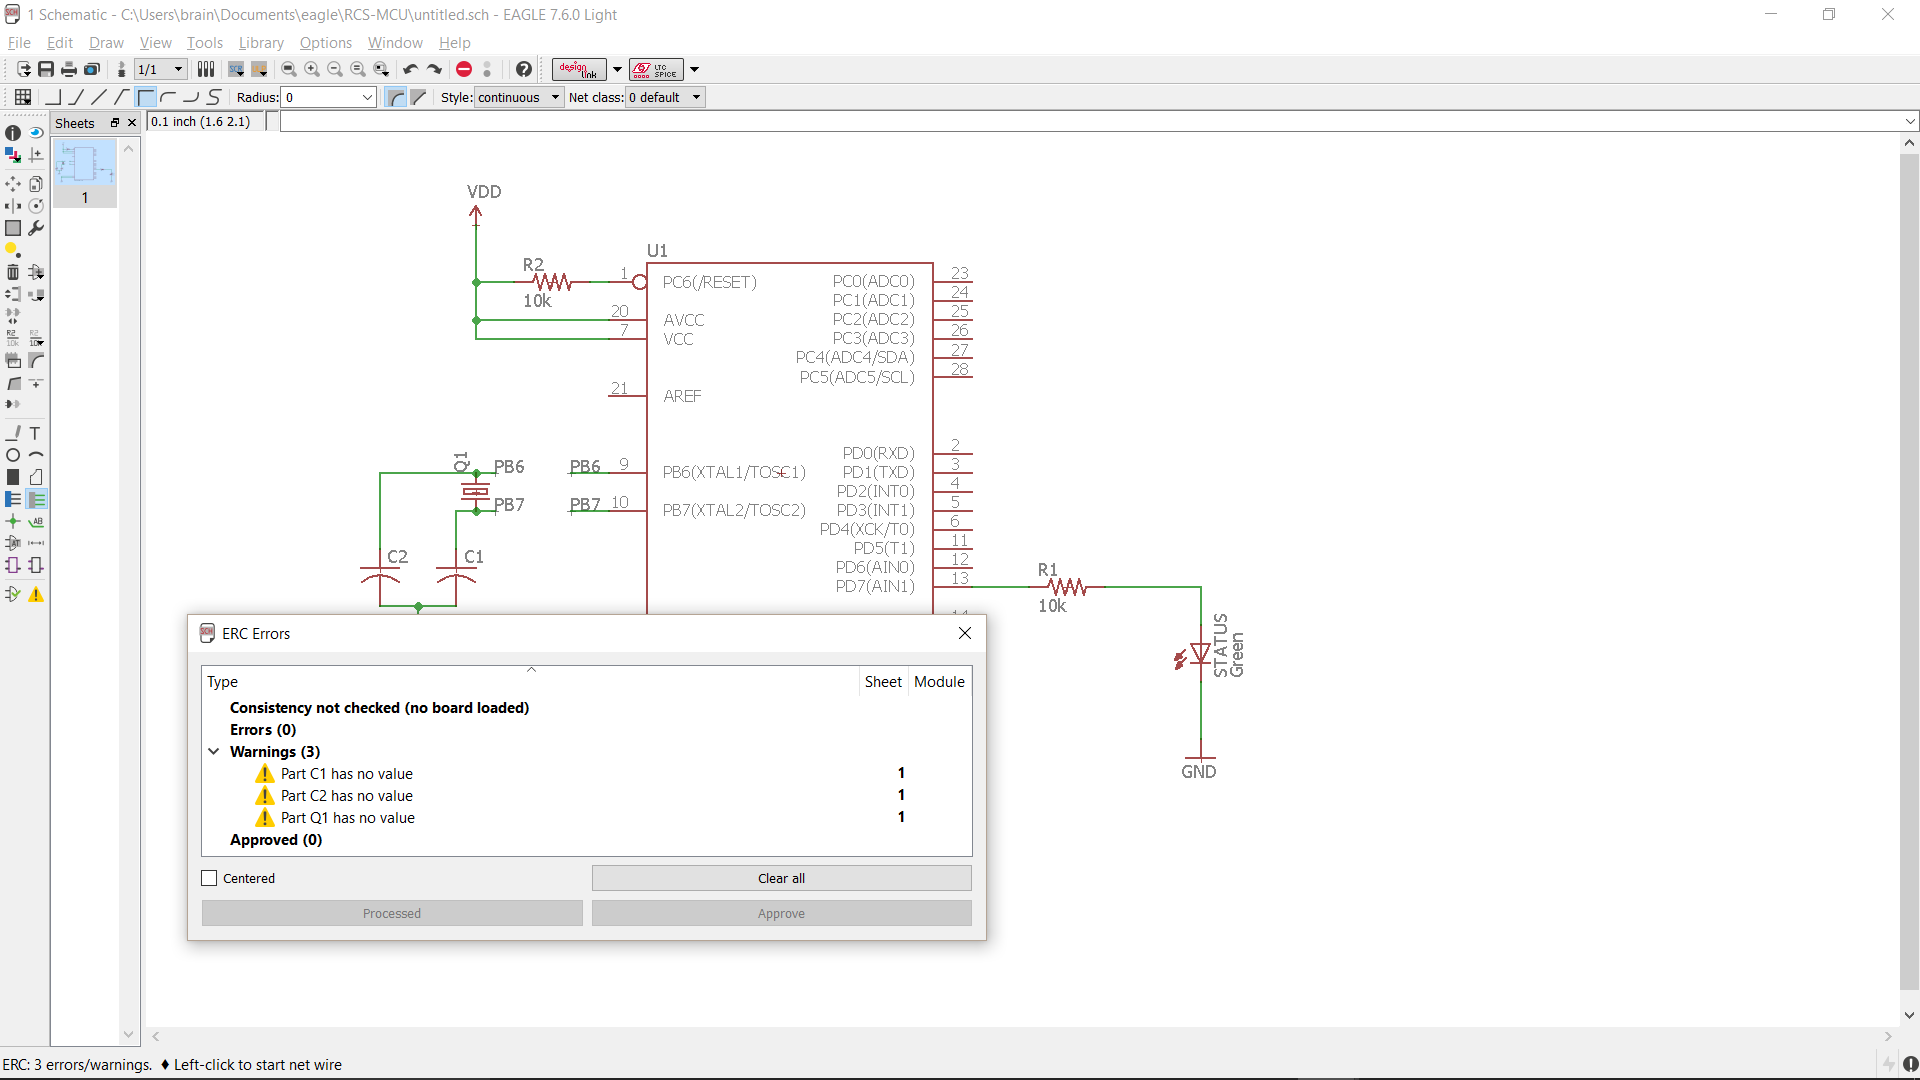 1 Schematic - C:\Users\brain\Documents\eagle\RCS-MCU\untitled.sch - EAGLE 7.6.0 Light
File Edit Draw View Tools Library Options Window Help
1/1 SCR design link LTC SPICE
Radius: 0 Style: continuous Net class: 0 default
Sheets 0.1 inch (1.6 2.1)
1
VDD
U1
R2
10k
1 PC6(/RESET) PC0(ADC0) 23
PC1(ADC1) 24
20 AVCC PC2(ADC2) 25
7 VCC PC3(ADC3) 26
PC4(ADC4/SDA) 27
PC5(ADC5/SCL) 28
21 AREF
PD0(RXD) 2
Q1 PB6 PB6 9 PB6(XTAL1/TOSC1) PD1(TXD) 3
PD2(INT0) 4
PB7 PB7 10 PB7(XTAL2/TOSC2) PD3(INT1) 5
PD4(XCK/T0) 6
PD5(T1) 11
C2 C1 PD6(AIN0) 12
PD7(AIN1) 13
R1
10k
STATUS
Green
GND
ERC Errors
Type Sheet Module
Consistency not checked (no board loaded)
Errors (0)
Warnings (3)
Part C1 has no value 1
Part C2 has no value 1
Part Q1 has no value 1
Approved (0)
Centered Clear all
Processed Approve
ERC: 3 errors/warnings. ♦ Left-click to start net wire